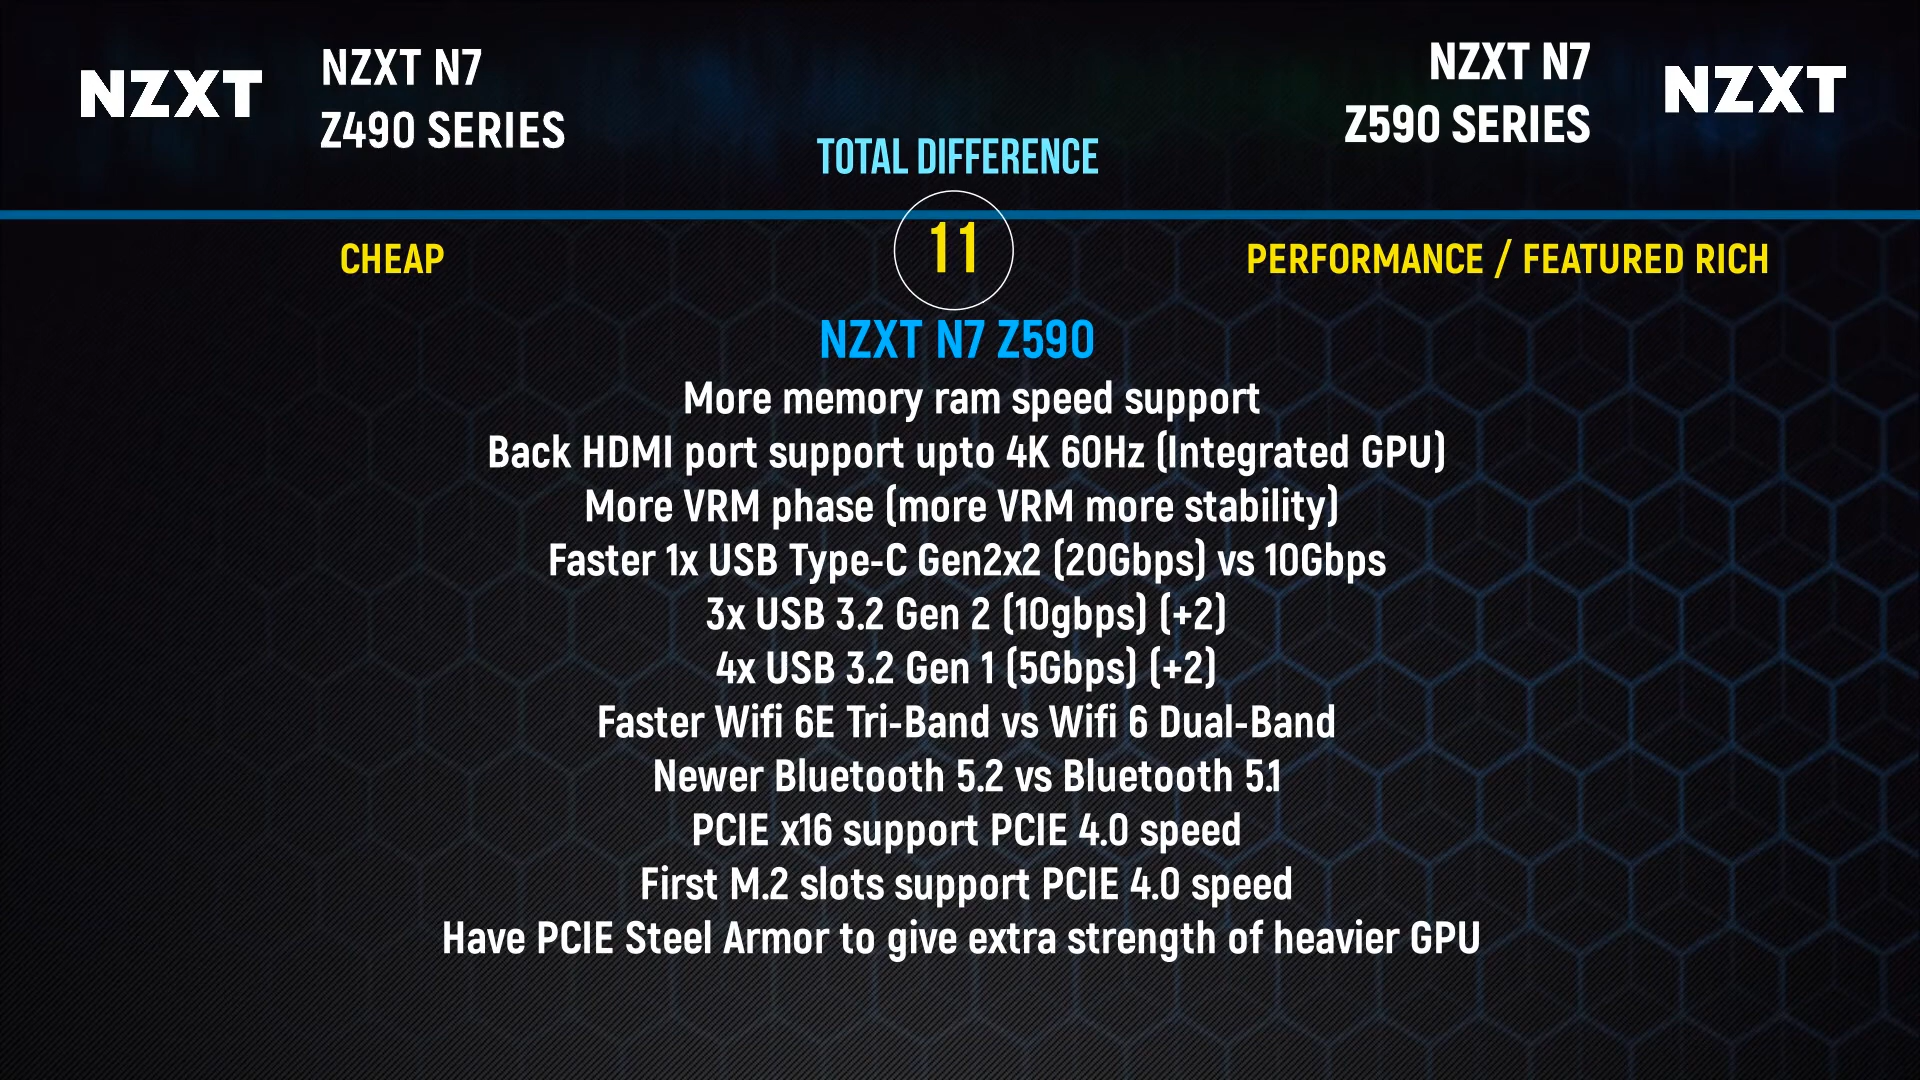 NZXT
NZXT N7
Z490 SERIES
NZXT N7
Z590 SERIES
NZXT
TOTAL DIFFERENCE
11
CHEAP
PERFORMANCE / FEATURED RICH
NZXT N7 Z590
More memory ram speed support
Back HDMI port support upto 4K 60Hz (Integrated GPU)
More VRM phase (more VRM more stability)
Faster 1x USB Type-C Gen2x2 (20Gbps) vs 10Gbps
3x USB 3.2 Gen 2 (10gbps) (+2)
4x USB 3.2 Gen 1 (5Gbps) (+2)
Faster Wifi 6E Tri-Band vs Wifi 6 Dual-Band
Newer Bluetooth 5.2 vs Bluetooth 5.1
PCIE x16 support PCIE 4.0 speed
First M.2 slots support PCIE 4.0 speed
Have PCIE Steel Armor to give extra strength of heavier GPU